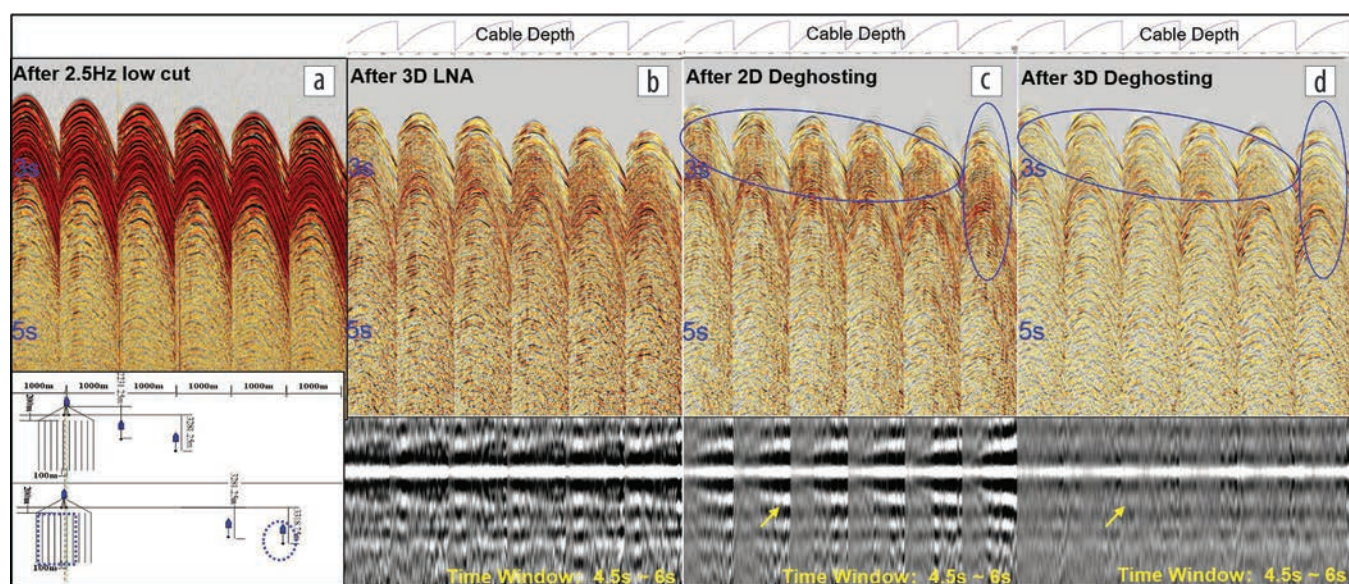 Cable Depth
Cable Depth
Cable Depth
After 2.5Hz low cut
a
After 3D LNA
b
After 2D Deghosting
c
After 3D Deghosting
d
3s
3s
3s
3s
5s
5s
5s
5s
1000m 1000m 1000m 1000m 1000m 1000m
200m
100m
200m
100m
Time Window: 4.5s ~ 6s
Time Window: 4.5s ~ 6s
Time Window: 4.5s ~ 6s